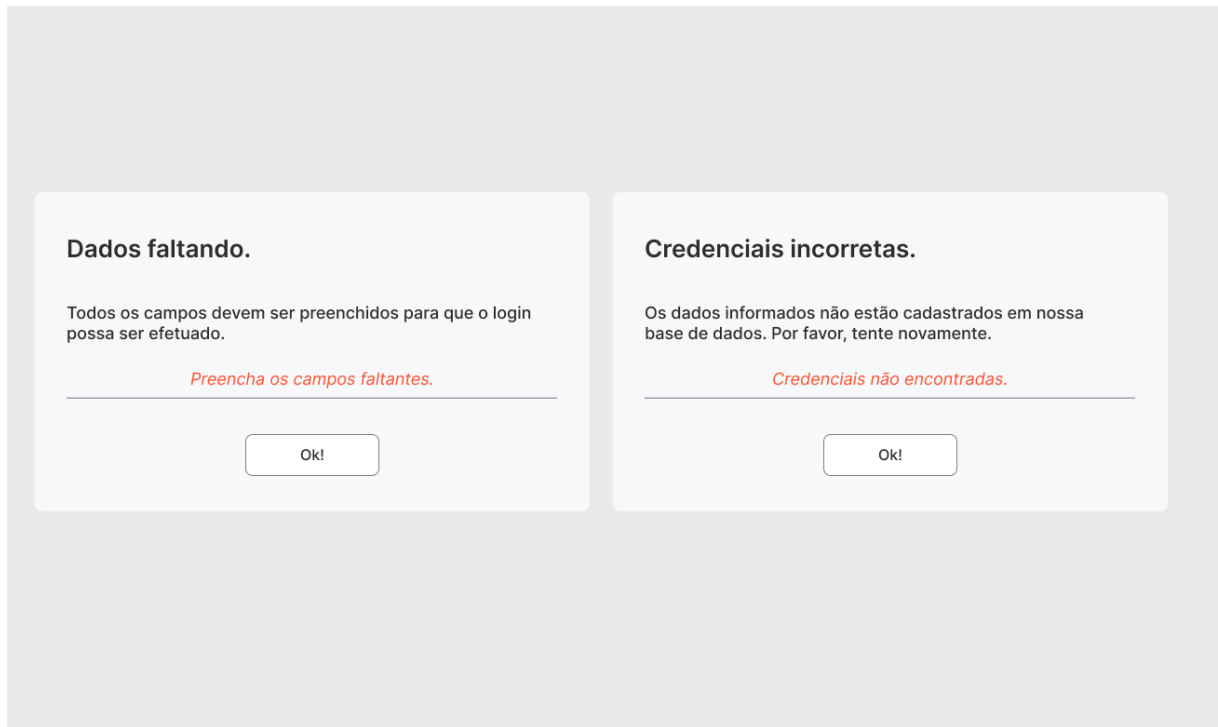 Dados faltando.
Todos os campos devem ser preenchidos para que o login
possa ser efetuado.
Preencha os campos faltantes.
Ok!
Credenciais incorretas.
Os dados informados não estão cadastrados em nossa
base de dados. Por favor, tente novamente.
Credenciais não encontradas.
Ok!